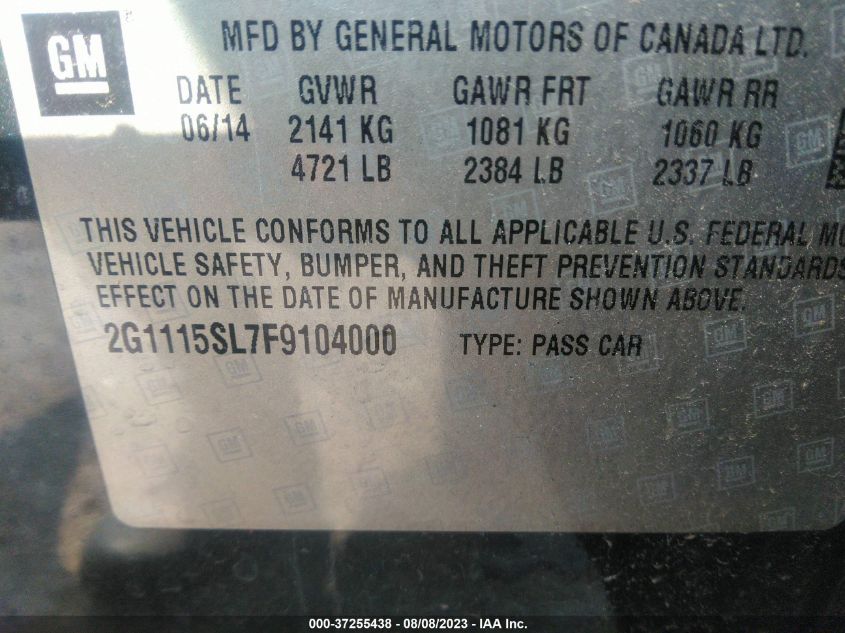 GM
MFD BY GENERAL MOTORS OF CANADA LTD.
DATE GVWR GAWR FRT GAWR RR
06/14 2141 KG 1081 KG 1060 KG
4721 LB 2384 LB 2337 LB
THIS VEHICLE CONFORMS TO ALL APPLICABLE U.S. FEDERAL
VEHICLE SAFETY, BUMPER, AND THEFT PREVENTION STANDARDS
EFFECT ON THE DATE OF MANUFACTURE SHOWN ABOVE.
2G1115SL7F9104000 TYPE: PASS CAR
000-37255438 - 08/08/2023 - IAA Inc.